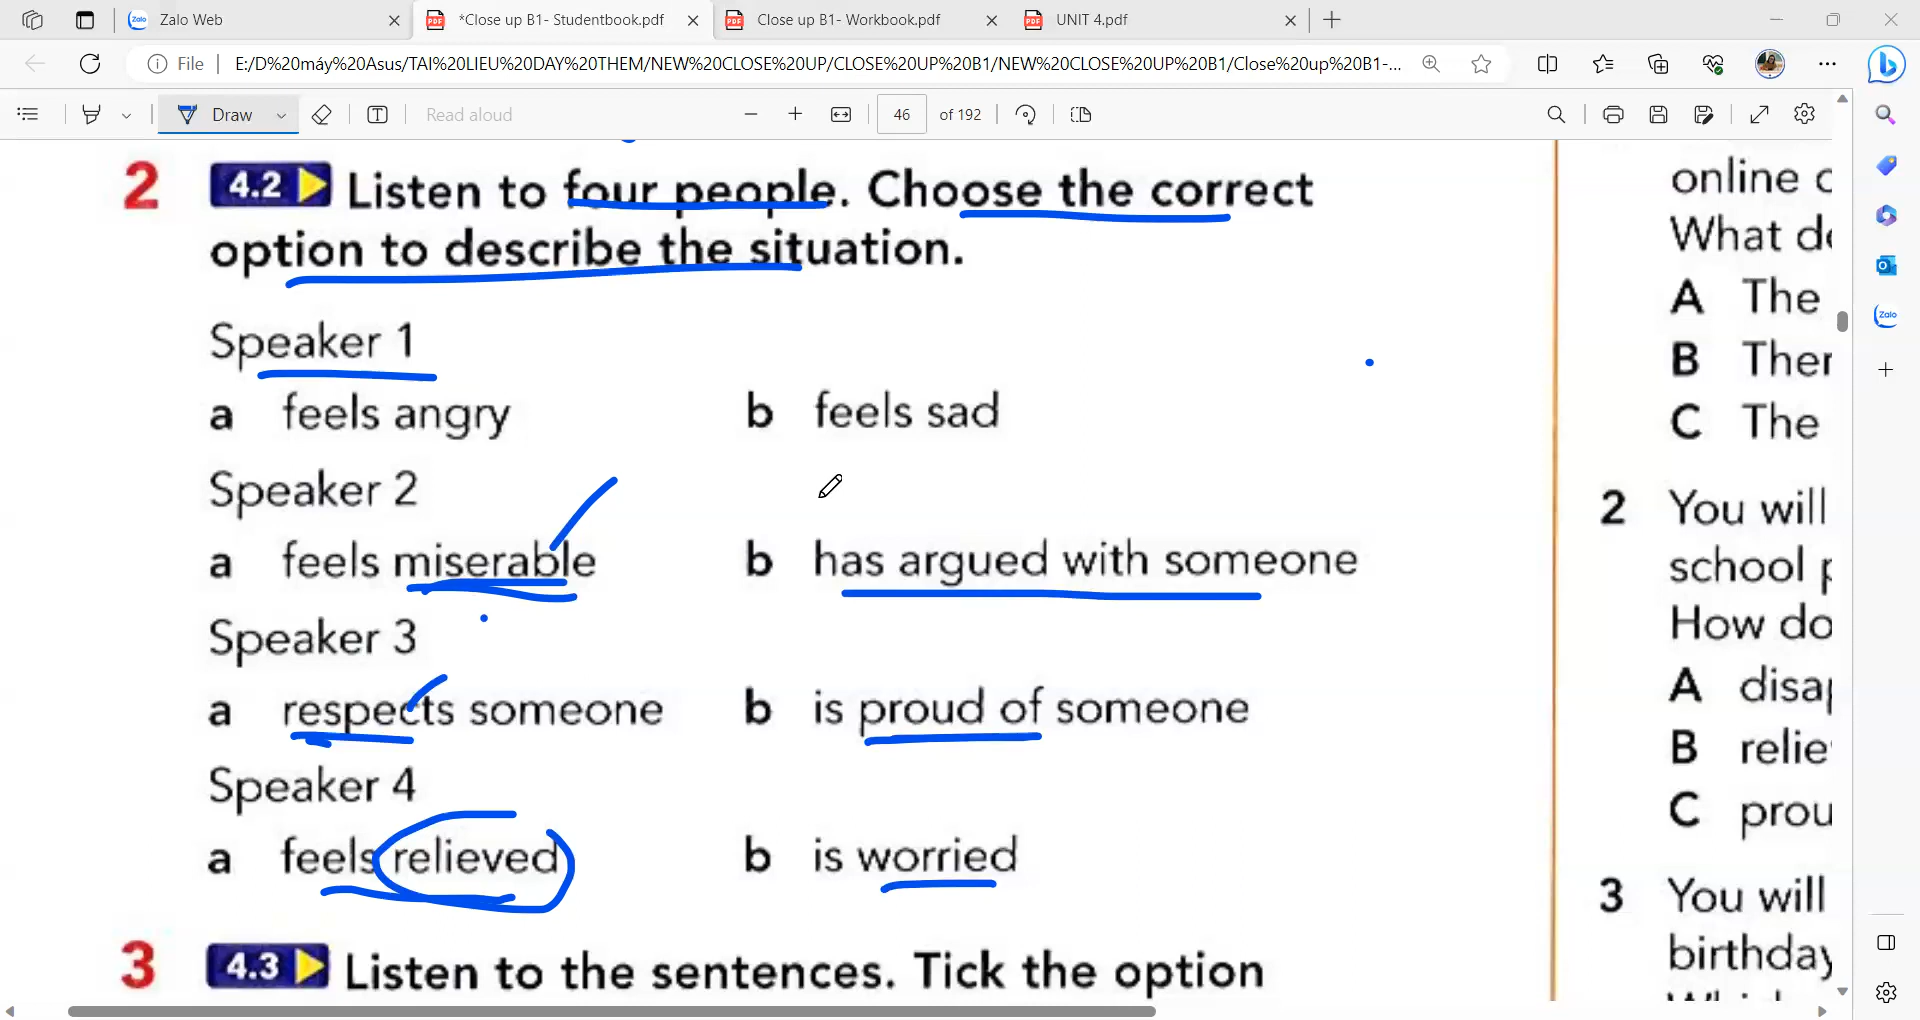 Zalo Web
*Close up B1- Studentbook.pdf
Close up B1- Workbook.pdf
UNIT 4.pdf
File
E:/D%20máy%20Asus/TAI%20LIEU%20DAY%20THEM/NEW%20CLOSE%20UP/CLOSE%20UP%20B1/NEW%20CLOSE%20UP%20B1/Close%20up%20B1-...
Draw
Read aloud
46
of 192
2 4.2 Listen to four people. Choose the correct
option to describe the situation.
Speaker 1
a feels angry b feels sad
Speaker 2
a feels miserable b has argued with someone
Speaker 3
a respects someone b is proud of someone
Speaker 4
a feels relieved b is worried
3 4.3 Listen to the sentences. Tick the option
online
What
A The
B
C The
2 You will
school
How do
A
B
C
3 You will
birthday
Zalo